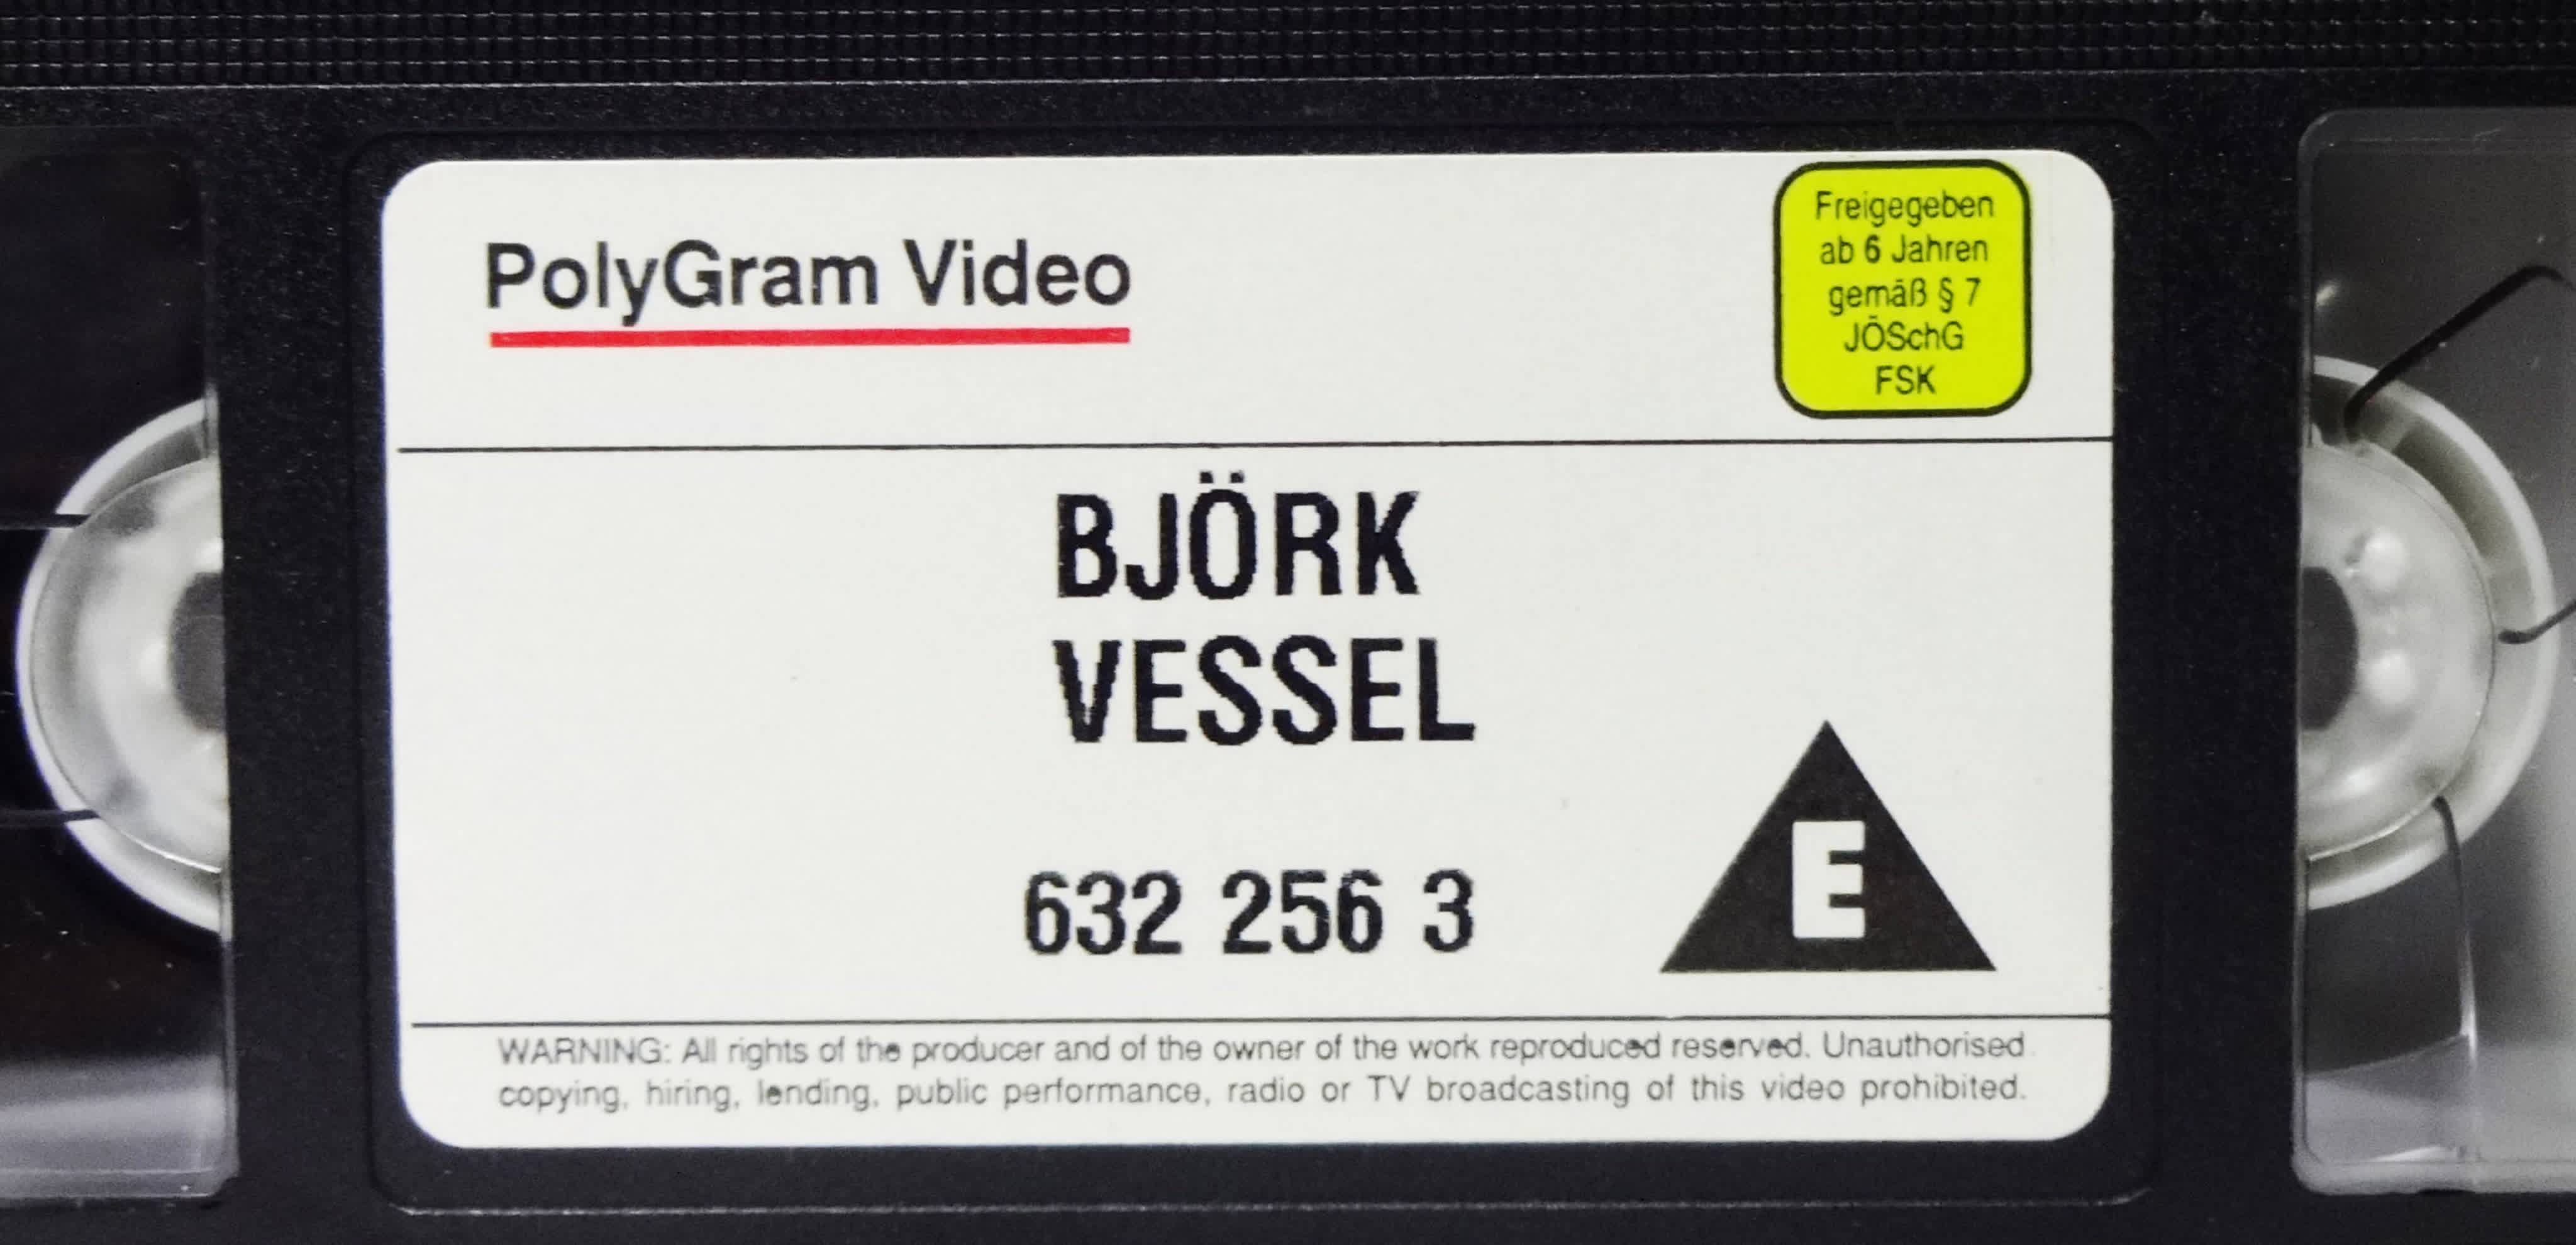 PolyGram Video
Freigegeben
ab 6 Jahren
gemäß § 7
JÖSchG
FSK
BJÖRK
VESSEL
632 256 3
E
WARNING: All rights of the producer and of the owner of the work reproduced reserved. Unauthorised
copying, hiring, lending, public performance, radio or TV broadcasting of this video prohibited.